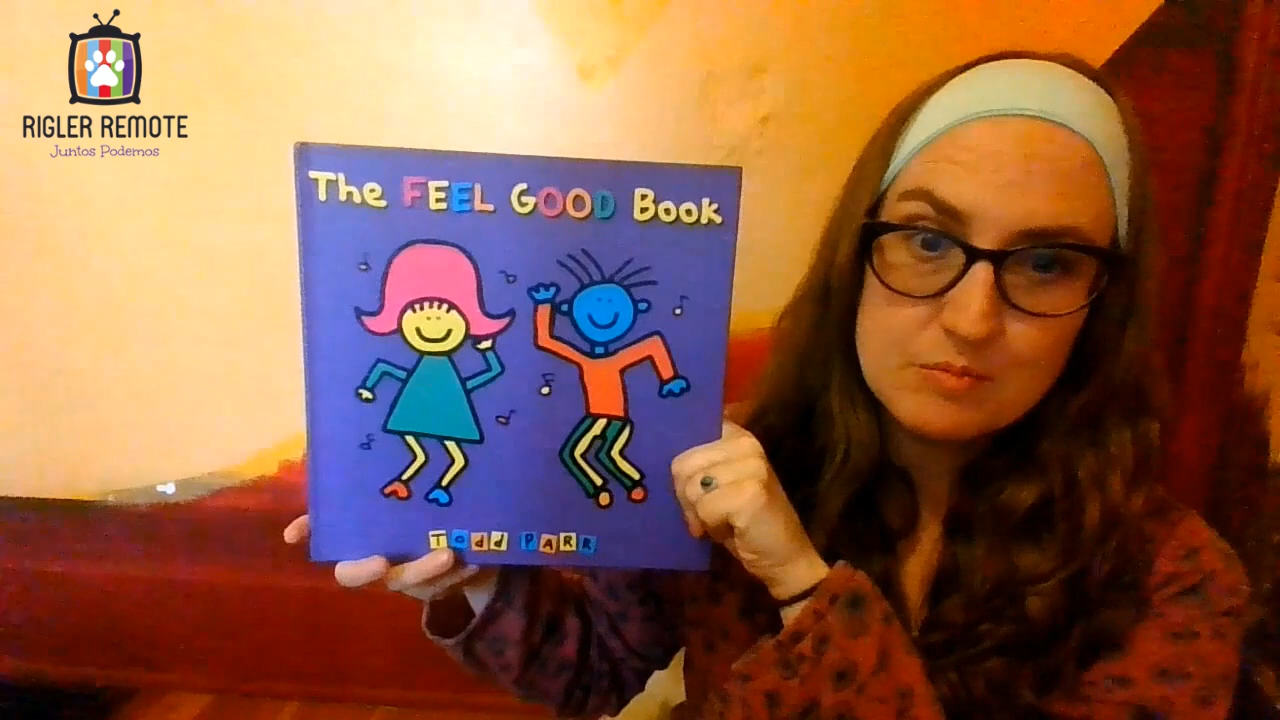 RIGLER REMOTE
Juntos Podemos
The FEEL GOOD Book
Todd PARR